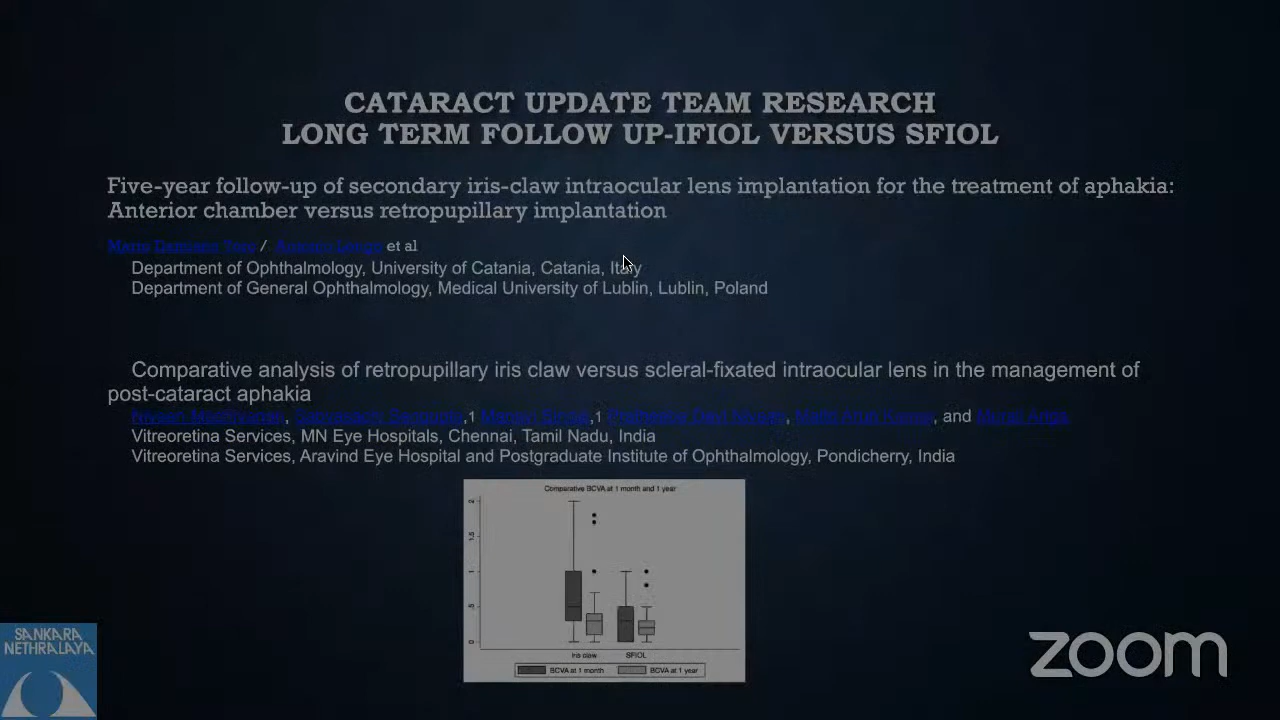 CATARACT UPDATE TEAM RESEARCH
LONG TERM FOLLOW UP-IFIOL VERSUS SFIOL
Five-year follow-up of secondary iris-claw intraocular lens implantation for the treatment of aphakia:
Anterior chamber versus retropupillary implantation
/ et al
Department of Ophthalmology, University of Catania, Catania, Italy
Department of General Ophthalmology, Medical University of Lublin, Lublin, Poland
Comparative analysis of retropupillary iris claw versus scleral-fixated intraocular lens in the management of
post-cataract aphakia
, and
Vitreoretina Services, MN Eye Hospitals, Chennai, Tamil Nadu, India
Vitreoretina Services, Aravind Eye Hospital and Postgraduate Institute of Ophthalmology, Pondicherry, India
Comparative BCVA at 1 month and 1 year
2
1.5
1
.5
0
Iris claw SFIOL
BCVA at 1 month BCVA at 1 year
SANKARA
NETHRALAYA
zoom